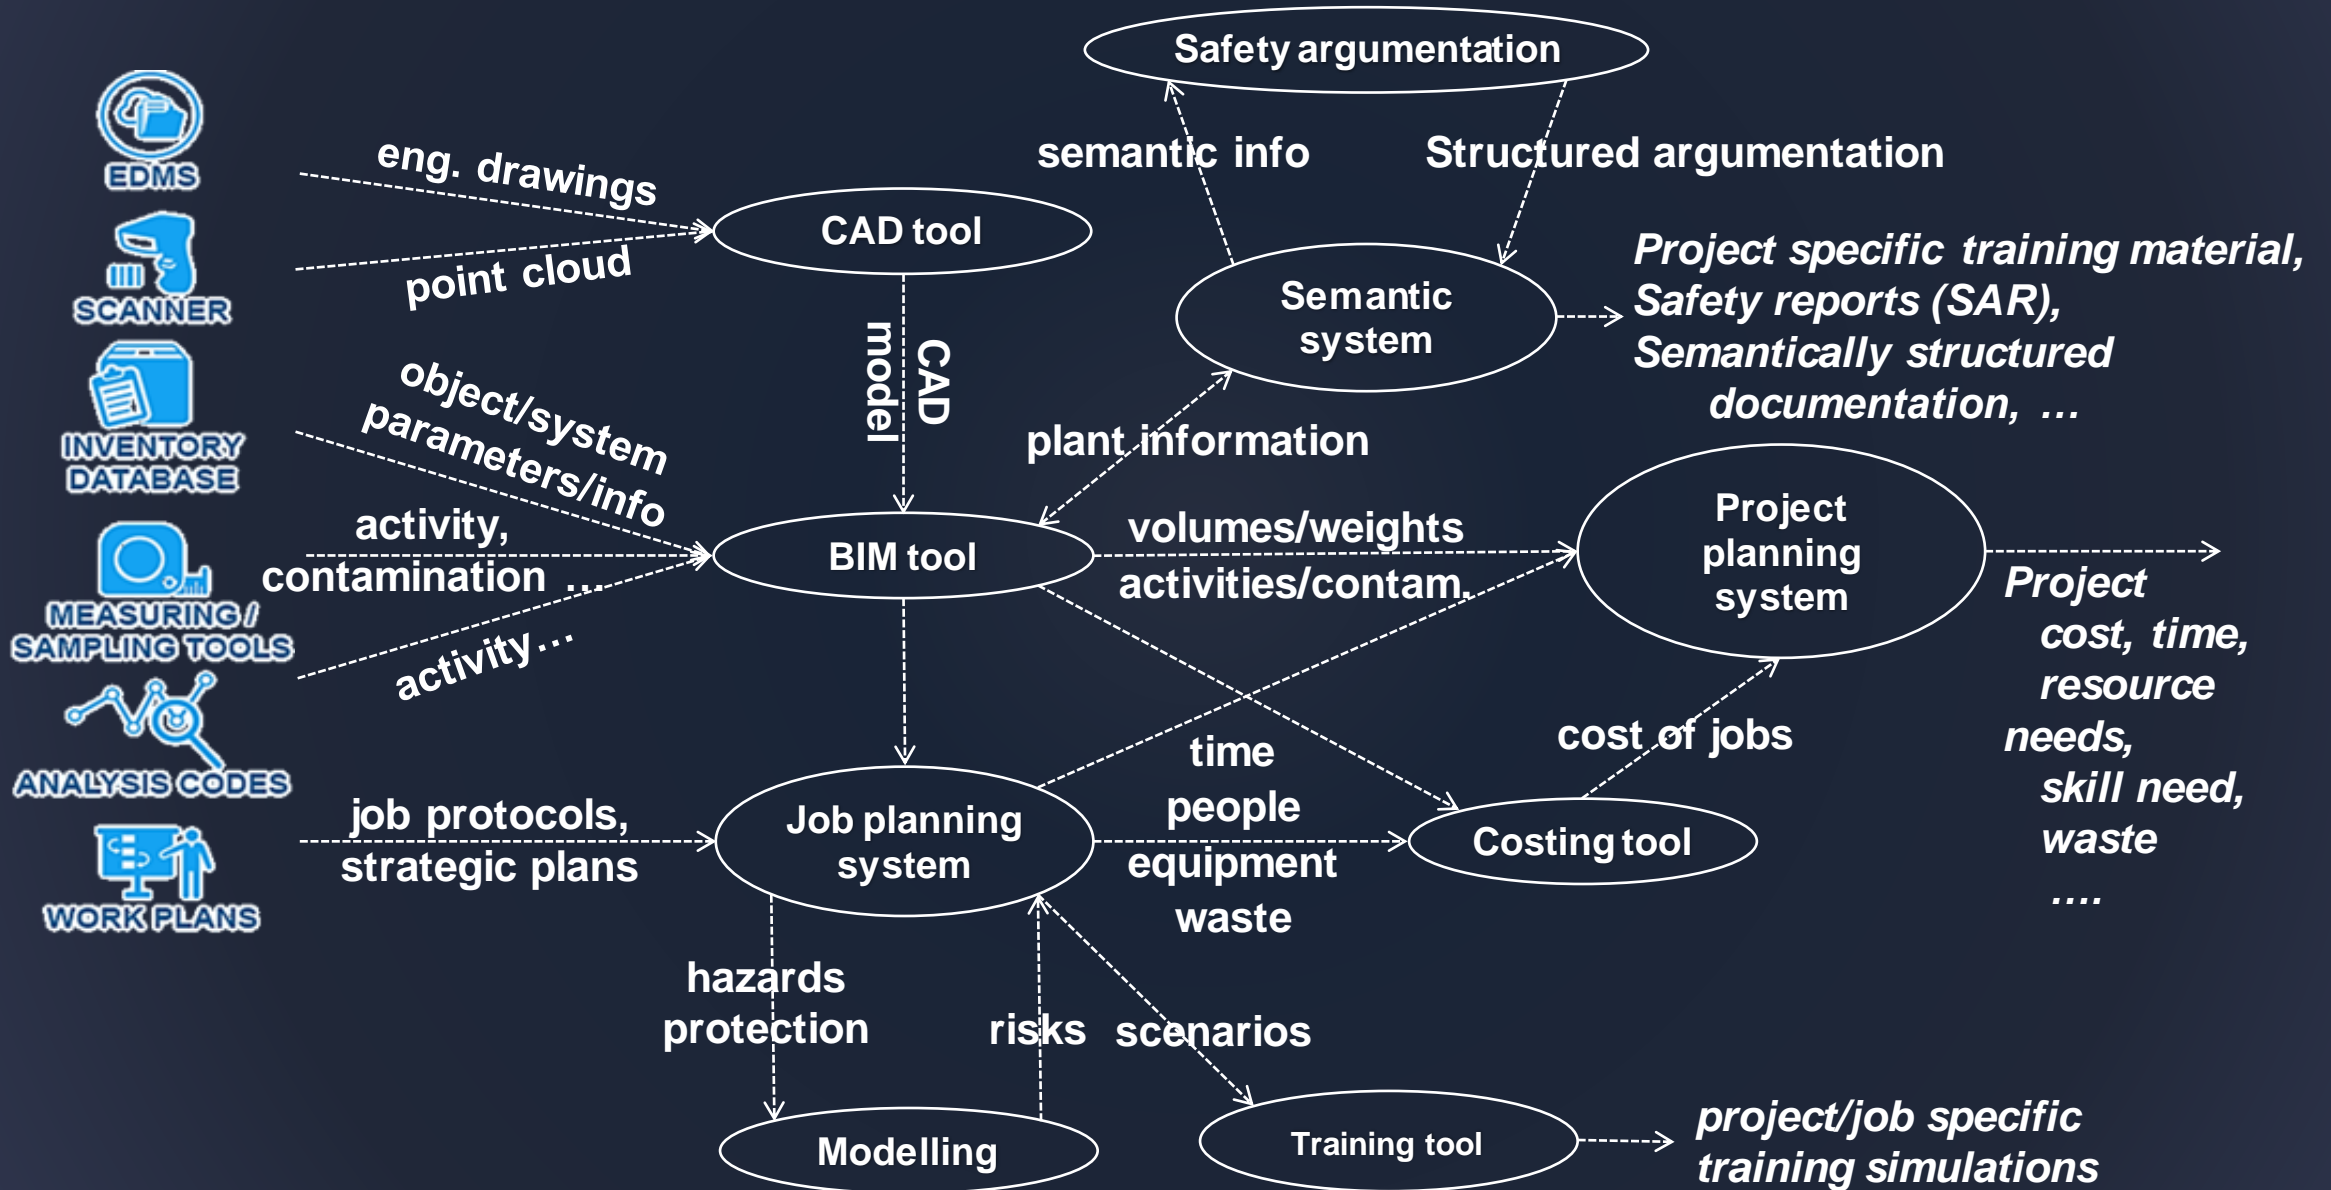 Safety argumentation
EDMS
eng. drawings
semantic info
Structured argumentation
CAD tool
SCANNER
point cloud
Project specific training material,
Safety reports (SAR),
Semantically structured
documentation, …
Semantic
system
CAD
model
INVENTORY
DATABASE
object/system
parameters/info
plant information
activity,
contamination …
BIM tool
volumes/weights
activities/contam.
Project
planning
system
Project
cost, time,
resource
needs,
skill need,
waste
….
MEASURING /
SAMPLING TOOLS
activity…
ANALYSIS CODES
cost of jobs
time
people
equipment
waste
job protocols,
strategic plans
Job planning
system
Costing tool
WORK PLANS
hazards
protection
risks
scenarios
Modelling
Training tool
project/job specific
training simulations